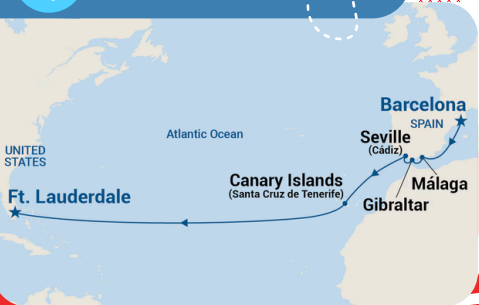 Barcelona
SPAIN
Seville
(Cádiz)
Atlantic Ocean
UNITED
STATES
Canary Islands
(Santa Cruz de Tenerife)
Málaga
Gibraltar
Ft. Lauderdale